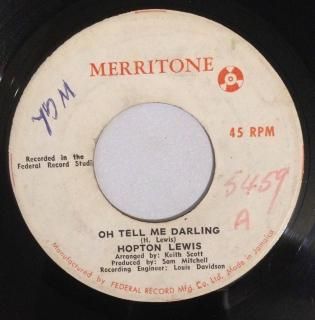 MERRITONE
WGR
45 RPM
Recorded in the
Federal Record Studio
5459
A
OH TELL ME DARLING
(H. Lewis)
HOPTON LEWIS
Arranged by: Keith Scott
Produced by: Sam Mitchell
Recording Engineer: Louis Davidson
Manufactured by FEDERAL RECORD Mfg. Co. Ltd. Made in Jamaica